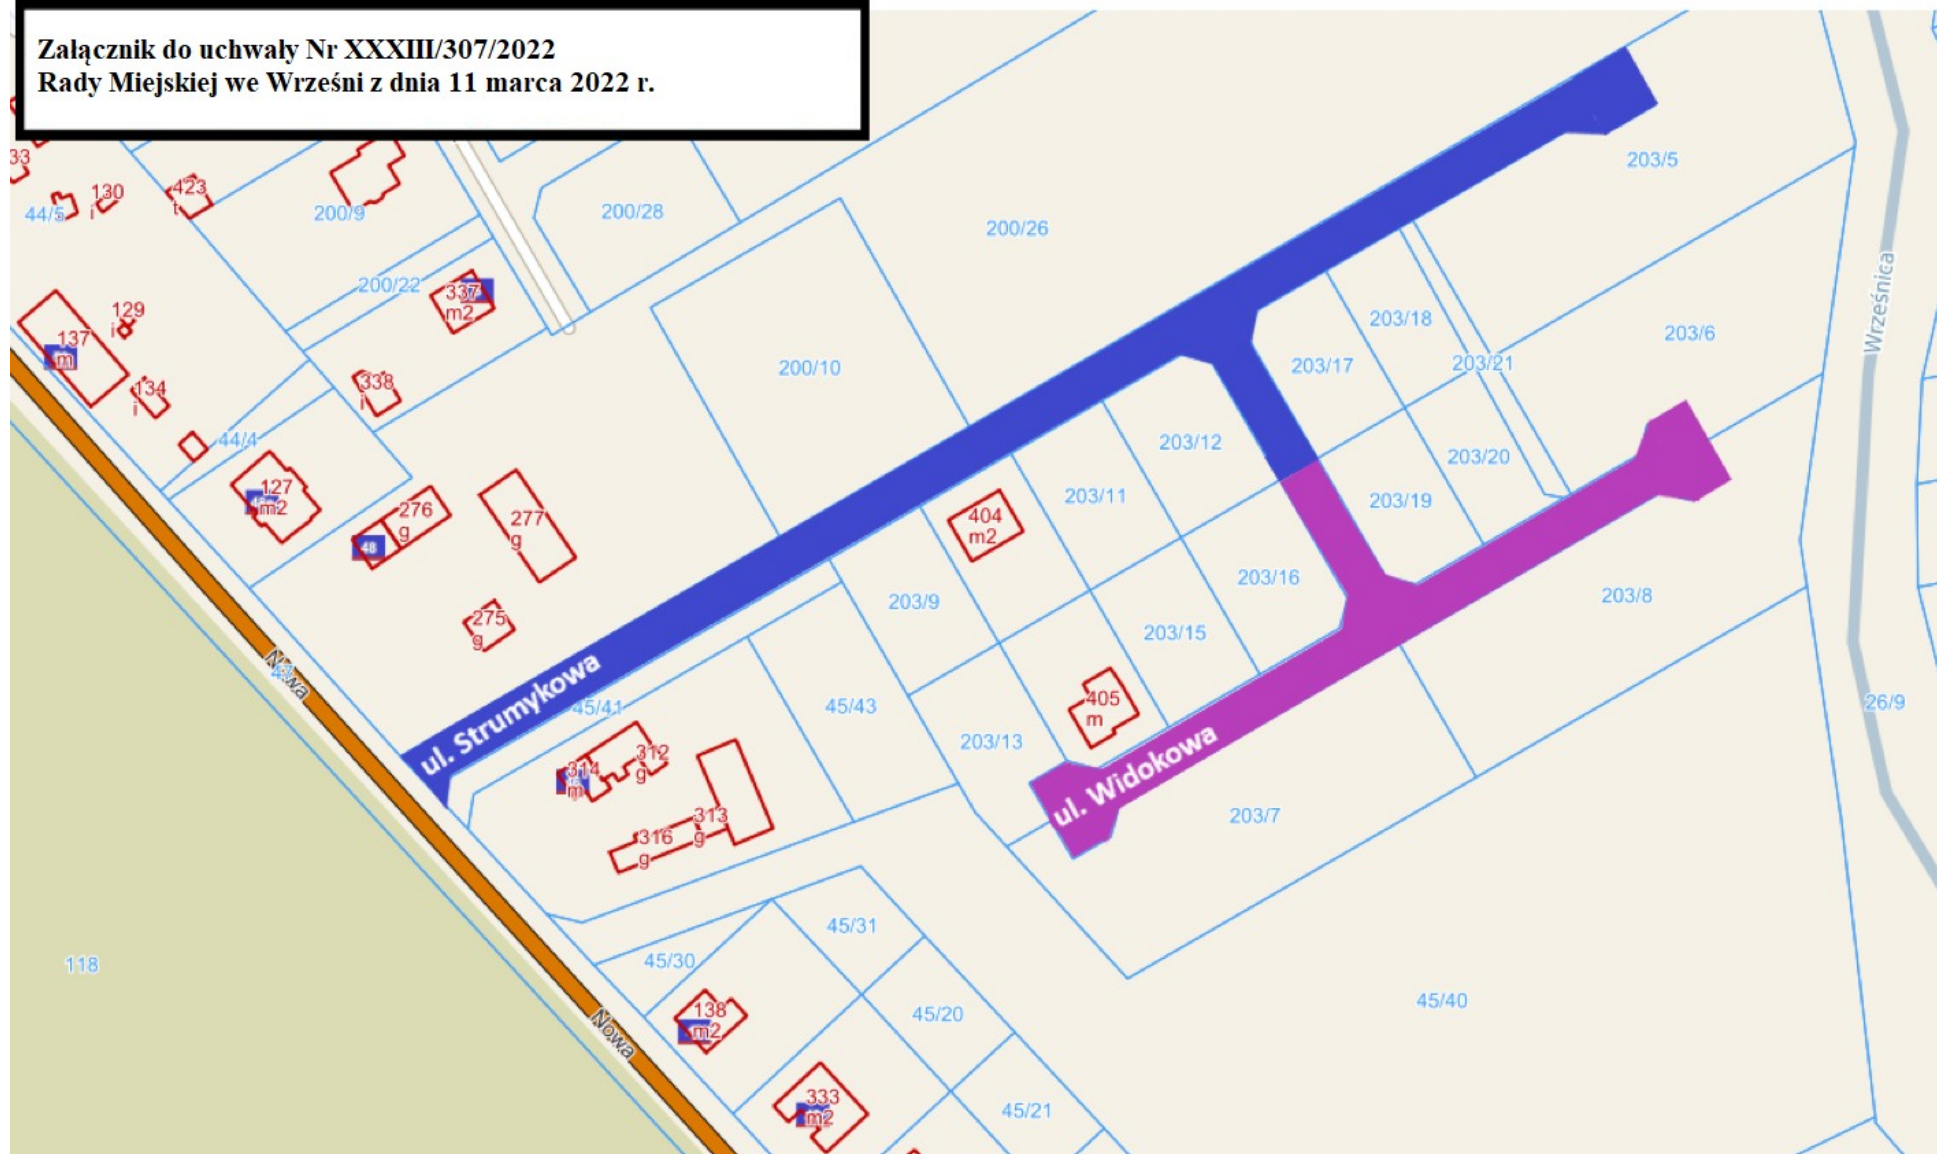 Załącznik do uchwały Nr XXXIII/307/2022
Rady Miejskiej we Wrześni z dnia 11 marca 2022 r.
33
44/5
130
i
423
t
200/9
200/28
200/26
203/5
200/22
337
m2
129
i
137
m
134
i
338
i
200/10
203/18
203/17
203/21
203/6
Wrześnica
44/4
127
m2
276
g
48
277
g
275
g
203/12
203/11
203/20
203/19
404
m2
203/9
203/16
203/15
203/8
Nowa
ul. Strumykowa
45/41
45/43
203/13
405
m
ul. Widokowa
203/7
26/9
314
m
312
g
313
g
316
g
118
45/31
45/30
45/20
45/40
138
m2
Nowa
333
m2
45/21